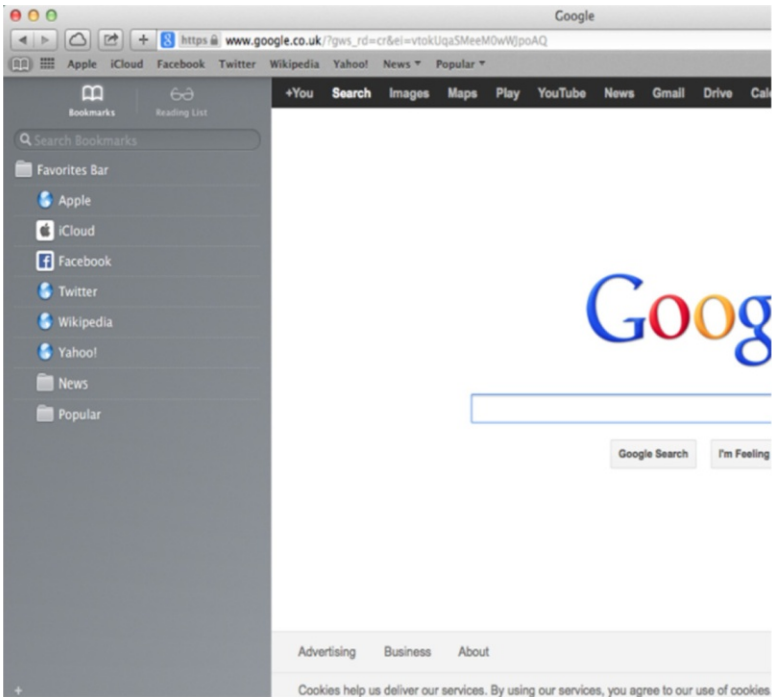 Google
https www.google.co.uk/?gws_rd=cr&ei=vtokUqaSMeeM0wWJpoAQ
Apple iCloud Facebook Twitter Wikipedia Yahoo! News Popular
Bookmarks Reading List
+You Search Images Maps Play YouTube News Gmail Drive Cal
Search Bookmarks
Favorites Bar
Apple
iCloud
Facebook
Twitter
Wikipedia
Yahoo!
News
Popular
Goog
Google Search I'm Feeling
Advertising Business About
Cookies help us deliver our services. By using our services, you agree to our use of cookies